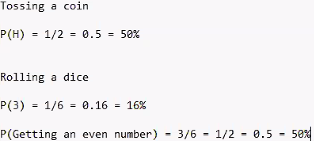 Tossing a coin
P(H) = 1/2 = 0.5 = 50%
Rolling a dice
P(3) = 1/6 = 0.16 = 16%
P(Getting an even number) = 3/6 = 1/2 = 0.5 = 50%